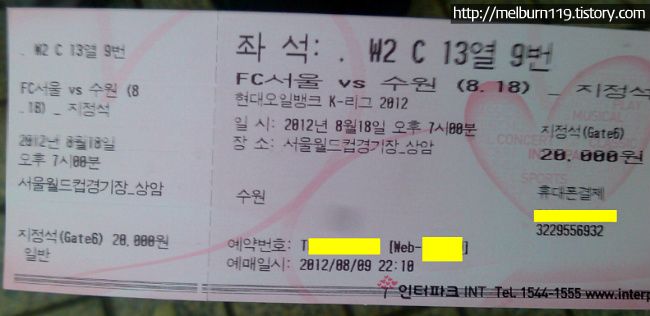 http://melburn119.tistory.com
. W2 C 13열 9번
FC서울 vs 수원 (8
.18) _ 지정석
2012년 8월18일
오후 7시00분
서울월드컵경기장_상암
지정석(Gate6) 20,000원
일반
좌 석: . W2 C 13열 9번
FC서울 vs 수원 (8.18) _ 지정석
현대오일뱅크 K-리그 2012
일 시: 2012년 8월18일 오후 7시00분
장 소: 서울월드컵경기장_상암
수원
예약번호: T [Web- ]
예매일시: 2012/08/09 22:10
PLAY
MUSICAL
CONCERT
SPORTS
지정석(Gate6)
20,000원
휴대폰결제
3229556932
인터파크 INT Tel. 1544-1555 www.interp